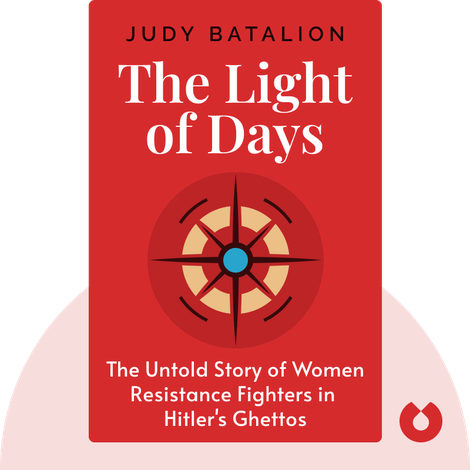 JUDY BATALION
The Light
of Days
The Untold Story of Women
Resistance Fighters in
Hitler's Ghettos